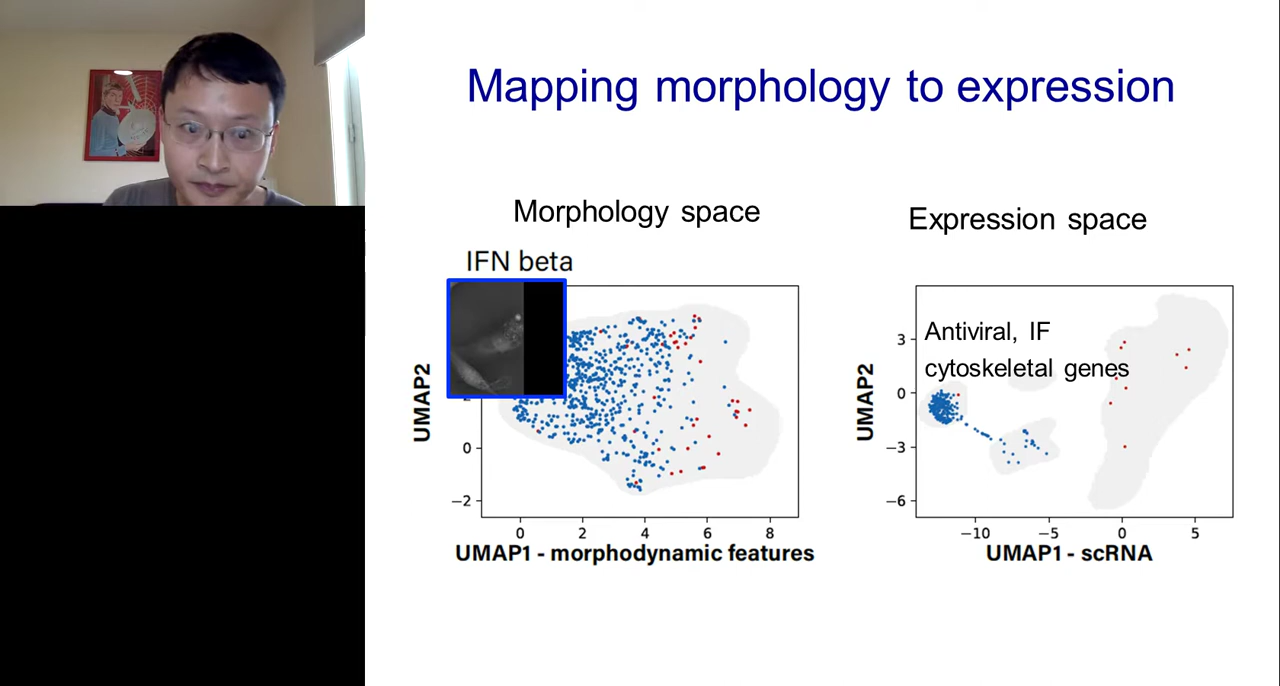 Mapping morphology to expression
Morphology space
IFN beta
UMAP2
0
−2
0 2 4 6 8
UMAP1 - morphodynamic features
Expression space
Antiviral, IF
cytoskeletal genes
UMAP2
3
0
−3
−6
−10 −5 0 5
UMAP1 - scRNA